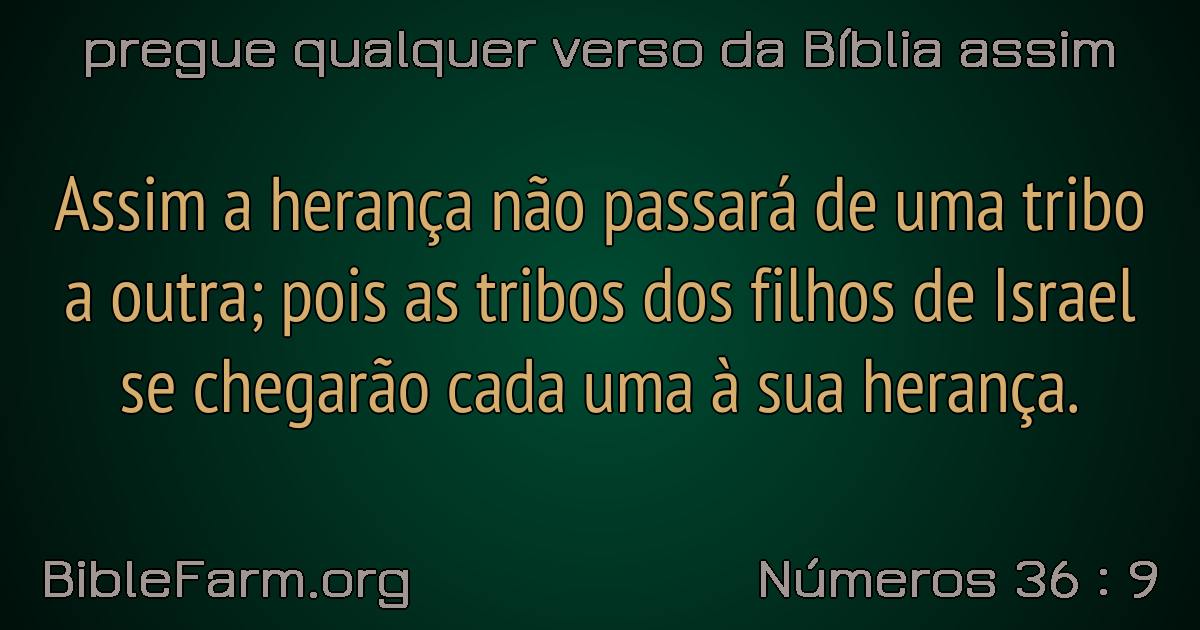 pregue qualquer verso da Bíblia assim
Assim a herança não passará de uma tribo
a outra; pois as tribos dos filhos de Israel
se chegarão cada uma à sua herança.
BibleFarm.org
Números 36 : 9